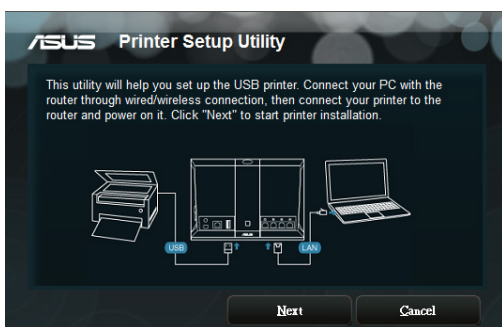 ASUS Printer Setup Utility
This utility will help you set up the USB printer. Connect your PC with the
router through wired/wireless connection, then connect your printer to the
router and power on it. Click "Next" to start printer installation.
USB
LAN
Next Cancel